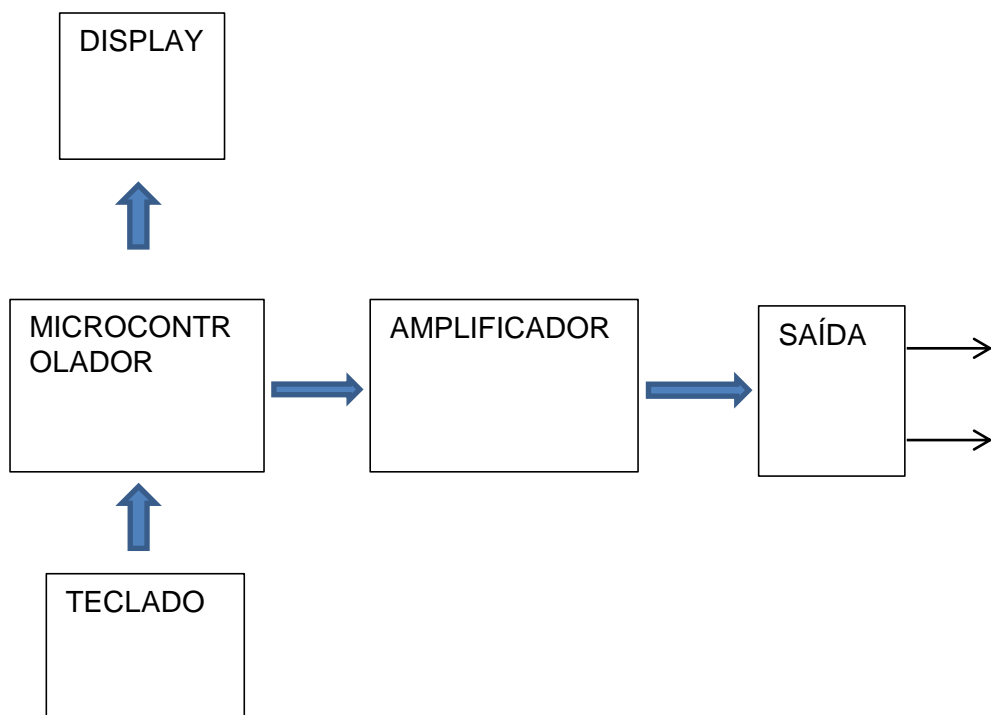 DISPLAY
MICROCONTR
OLADOR
AMPLIFICADOR
SAÍDA
TECLADO